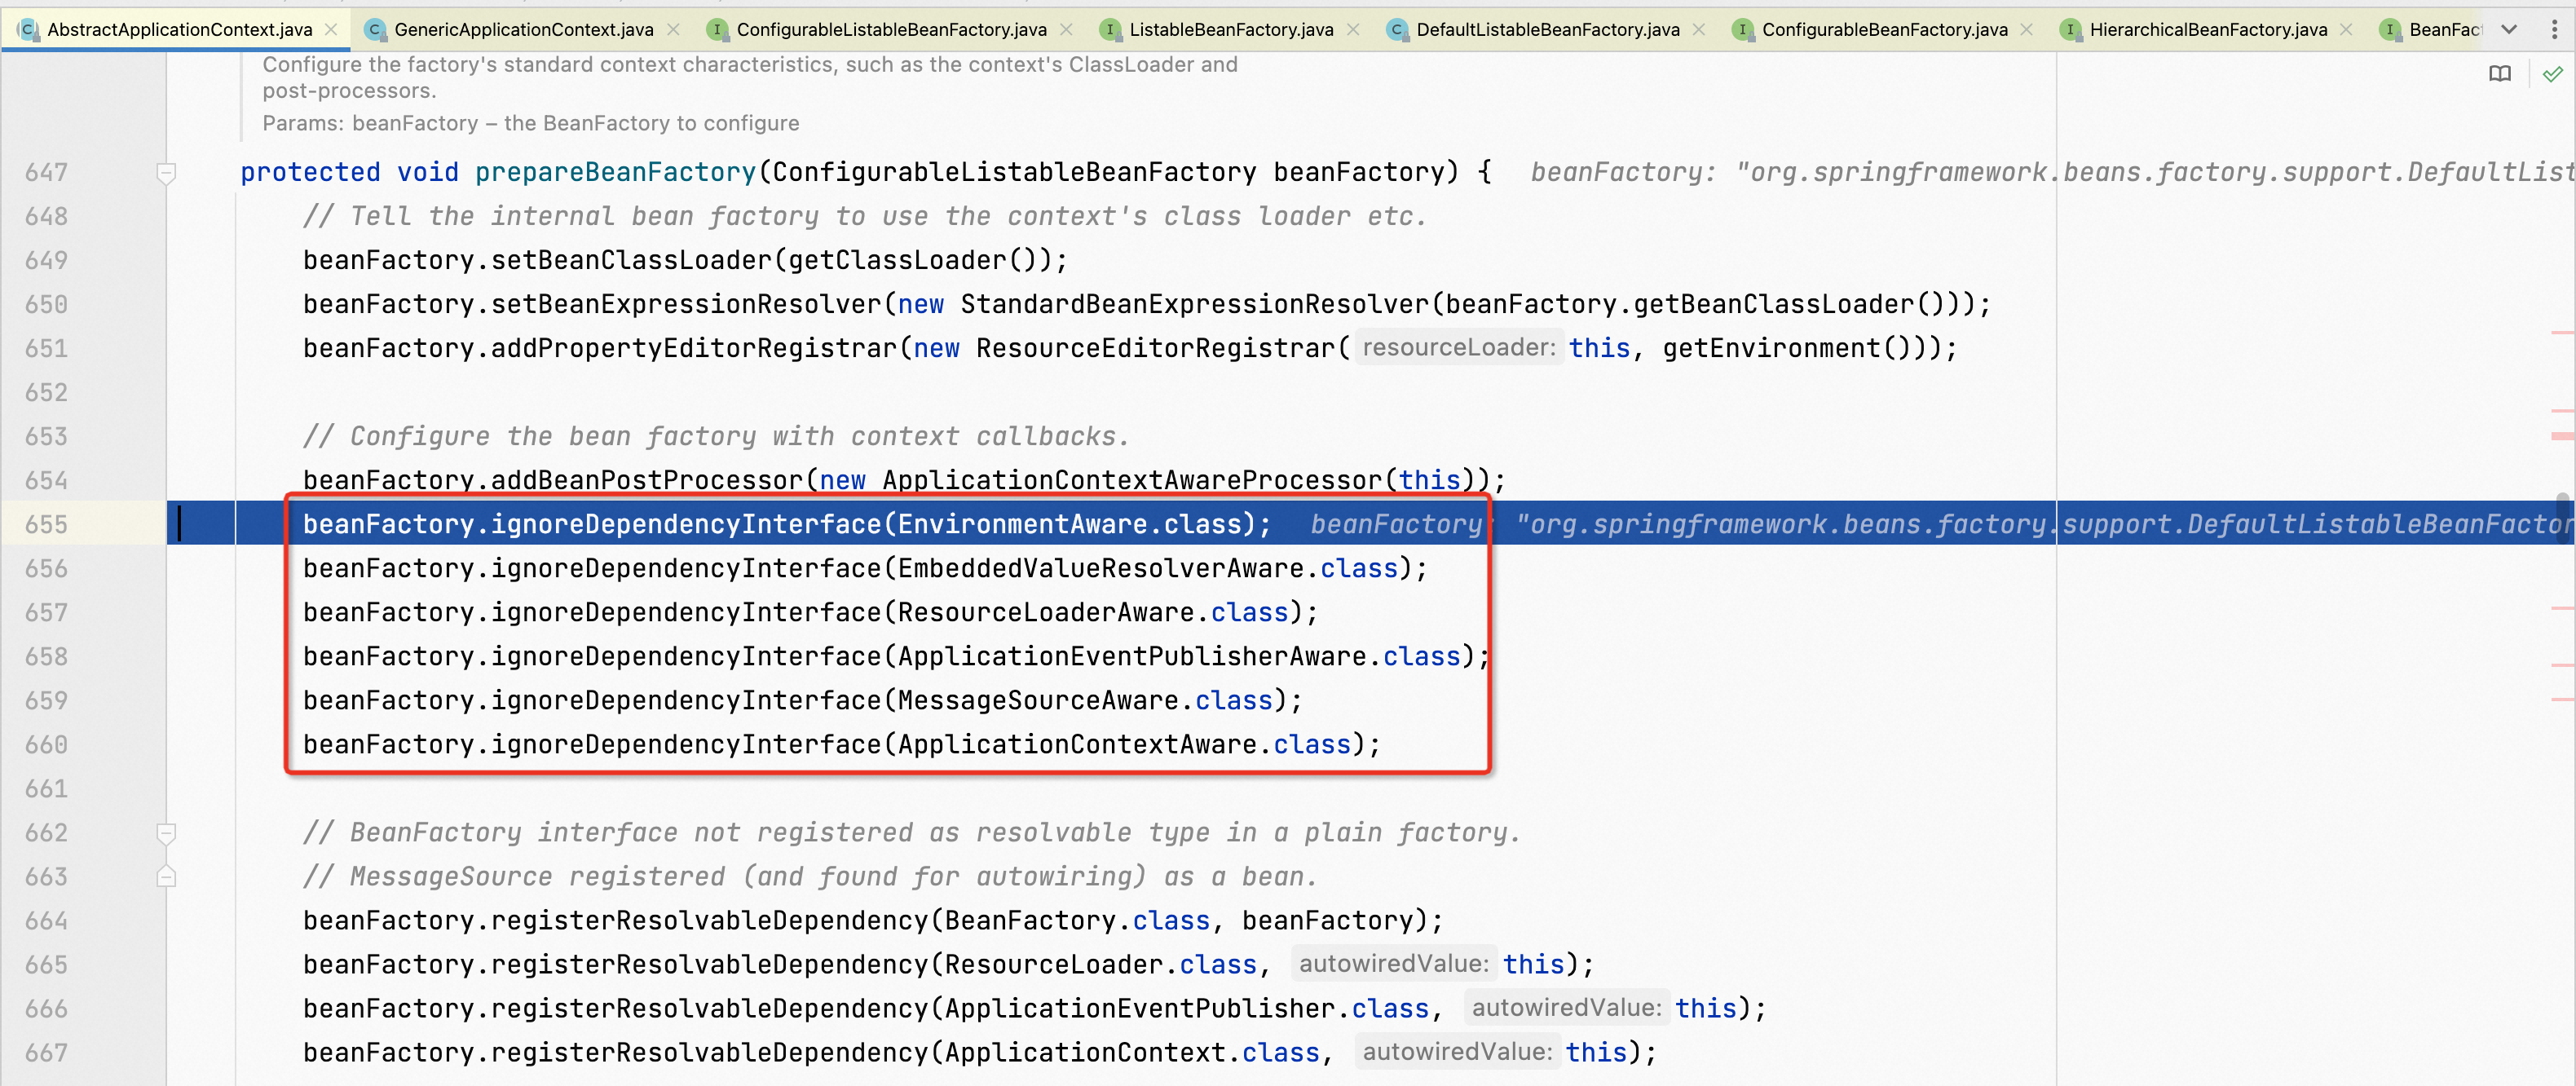 AbstractApplicationContext.java GenericApplicationContext.java ConfigurableListableBeanFactory.java ListableBeanFactory.java DefaultListableBeanFactory.java ConfigurableBeanFactory.java HierarchicalBeanFactory.java BeanFac
Configure the factory's standard context characteristics, such as the context's ClassLoader and
post-processors.
Params: beanFactory – the BeanFactory to configure
647 protected void prepareBeanFactory(ConfigurableListableBeanFactory beanFactory) { beanFactory: "org.springframework.beans.factory.support.DefaultList
648 // Tell the internal bean factory to use the context's class loader etc.
649 beanFactory.setBeanClassLoader(getClassLoader());
650 beanFactory.setBeanExpressionResolver(new StandardBeanExpressionResolver(beanFactory.getBeanClassLoader()));
651 beanFactory.addPropertyEditorRegistrar(new ResourceEditorRegistrar( resourceLoader: this, getEnvironment()));
652
653 // Configure the bean factory with context callbacks.
654 beanFactory.addBeanPostProcessor(new ApplicationContextAwareProcessor(this));
655 beanFactory.ignoreDependencyInterface(EnvironmentAware.class); beanFactory: "org.springframework.beans.factory.support.DefaultListableBeanFactor
656 beanFactory.ignoreDependencyInterface(EmbeddedValueResolverAware.class);
657 beanFactory.ignoreDependencyInterface(ResourceLoaderAware.class);
658 beanFactory.ignoreDependencyInterface(ApplicationEventPublisherAware.class);
659 beanFactory.ignoreDependencyInterface(MessageSourceAware.class);
660 beanFactory.ignoreDependencyInterface(ApplicationContextAware.class);
661
662 // BeanFactory interface not registered as resolvable type in a plain factory.
663 // MessageSource registered (and found for autowiring) as a bean.
664 beanFactory.registerResolvableDependency(BeanFactory.class, beanFactory);
665 beanFactory.registerResolvableDependency(ResourceLoader.class, autowiredValue: this);
666 beanFactory.registerResolvableDependency(ApplicationEventPublisher.class, autowiredValue: this);
667 beanFactory.registerResolvableDependency(ApplicationContext.class, autowiredValue: this);